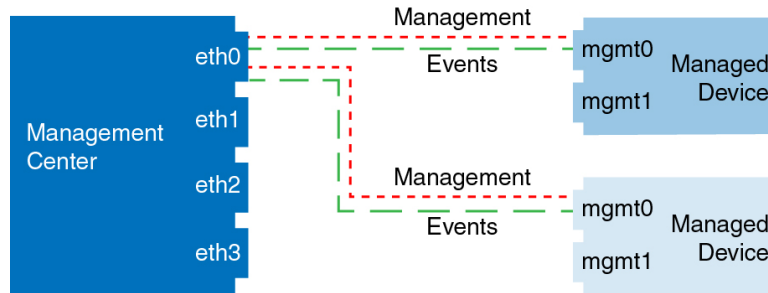 Management
Center
eth0
eth1
eth2
eth3
Management
Events
mgmt0
mgmt1
Managed
Device
Management
Events
mgmt0
mgmt1
Managed
Device